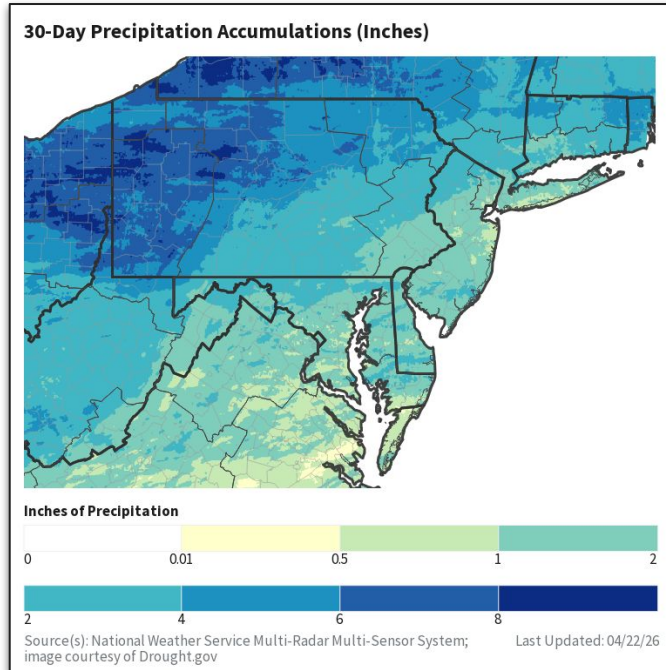 30-Day Precipitation Accumulations (Inches)
Inches of Precipitation
0 0.01 0.5 1 2
2 4 6 8
Source(s): National Weather Service Multi-Radar Multi-Sensor System; Last Updated: 04/22/26
image courtesy of Drought.gov